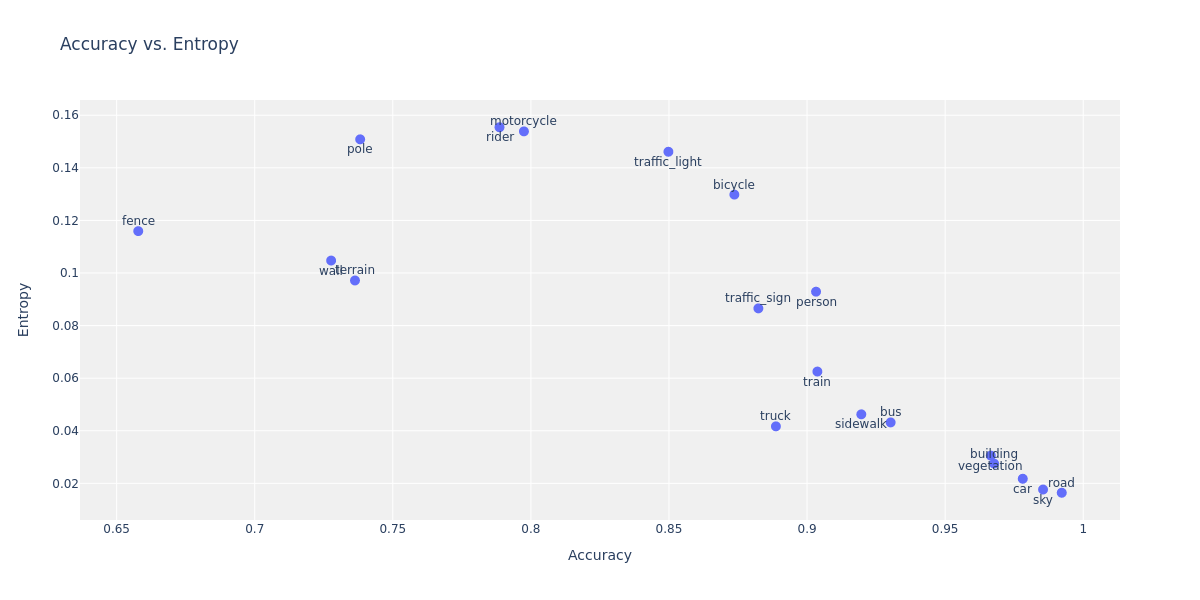 Accuracy vs. Entropy
0.16
motorcycle
rider
pole
0.14
traffic_light
bicycle
0.12
fence
0.1
wall
terrain
traffic_sign
person
0.08
0.06
train
truck
bus
sidewalk
0.04
building
vegetation
0.02
car
road
sky
0.65
0.7
0.75
0.8
0.85
0.9
0.95
1
Accuracy
Entropy